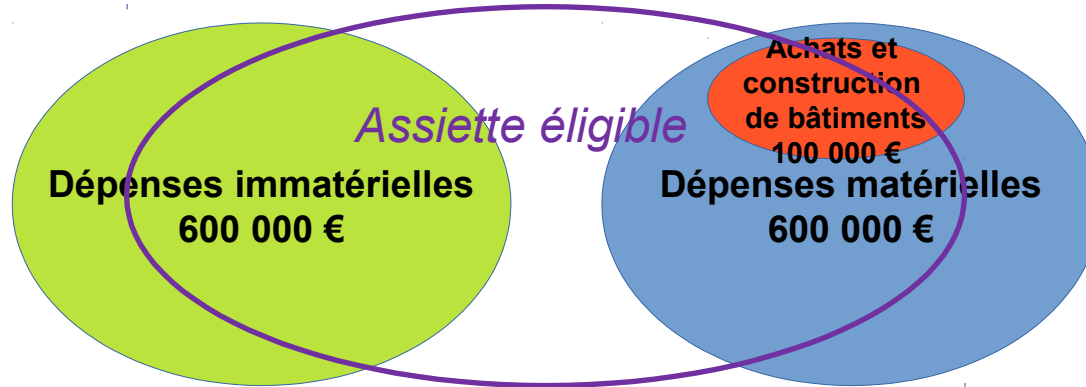 Achats et
construction
de bâtiments
100 000 €
Assiette éligible
Dépenses immatérielles
600 000 €
Dépenses matérielles
600 000 €